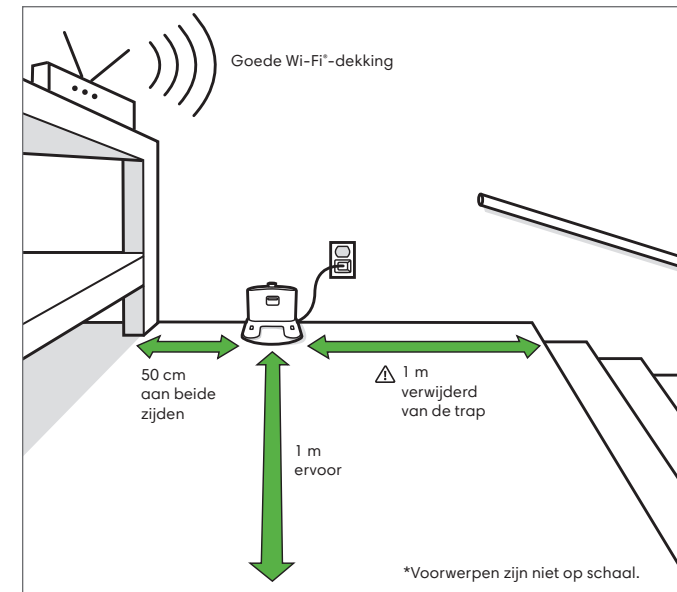 Goede Wi-Fi®-dekking
50 cm
aan beide
zijden
⚠ 1 m
verwijderd
van de trap
1 m
ervoor
*Voorwerpen zijn niet op schaal.